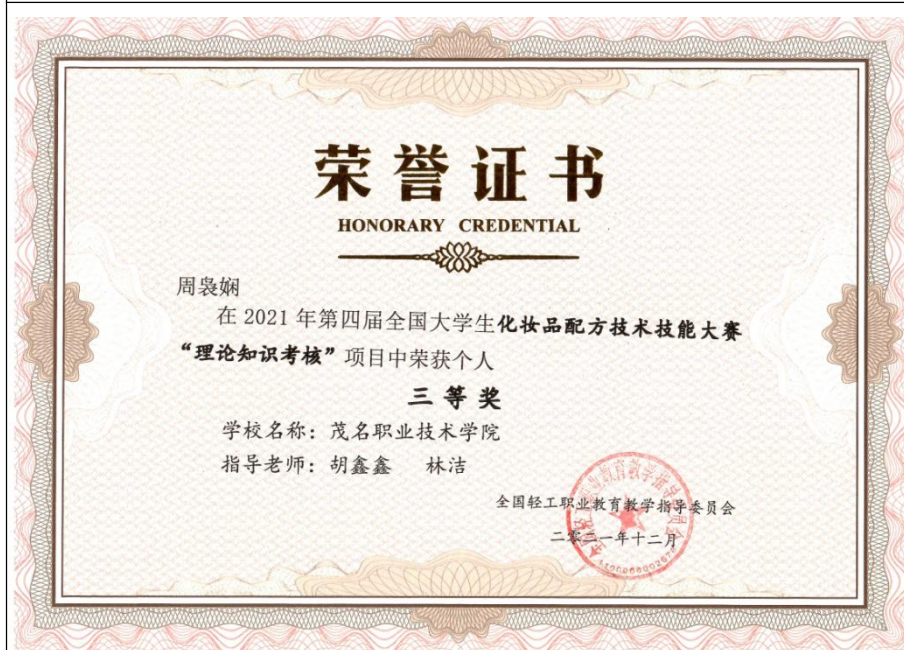 荣誉证书
HONORARY CREDENTIAL
周袅娴
在 2021 年第四届全国大学生化妆品配方技术技能大赛
“理论知识考核”项目中荣获个人
三等奖
学校名称：茂名职业技术学院
指导老师：胡鑫鑫 林洁
全国轻工职业教育教学指导委员会
二零二一年十二月